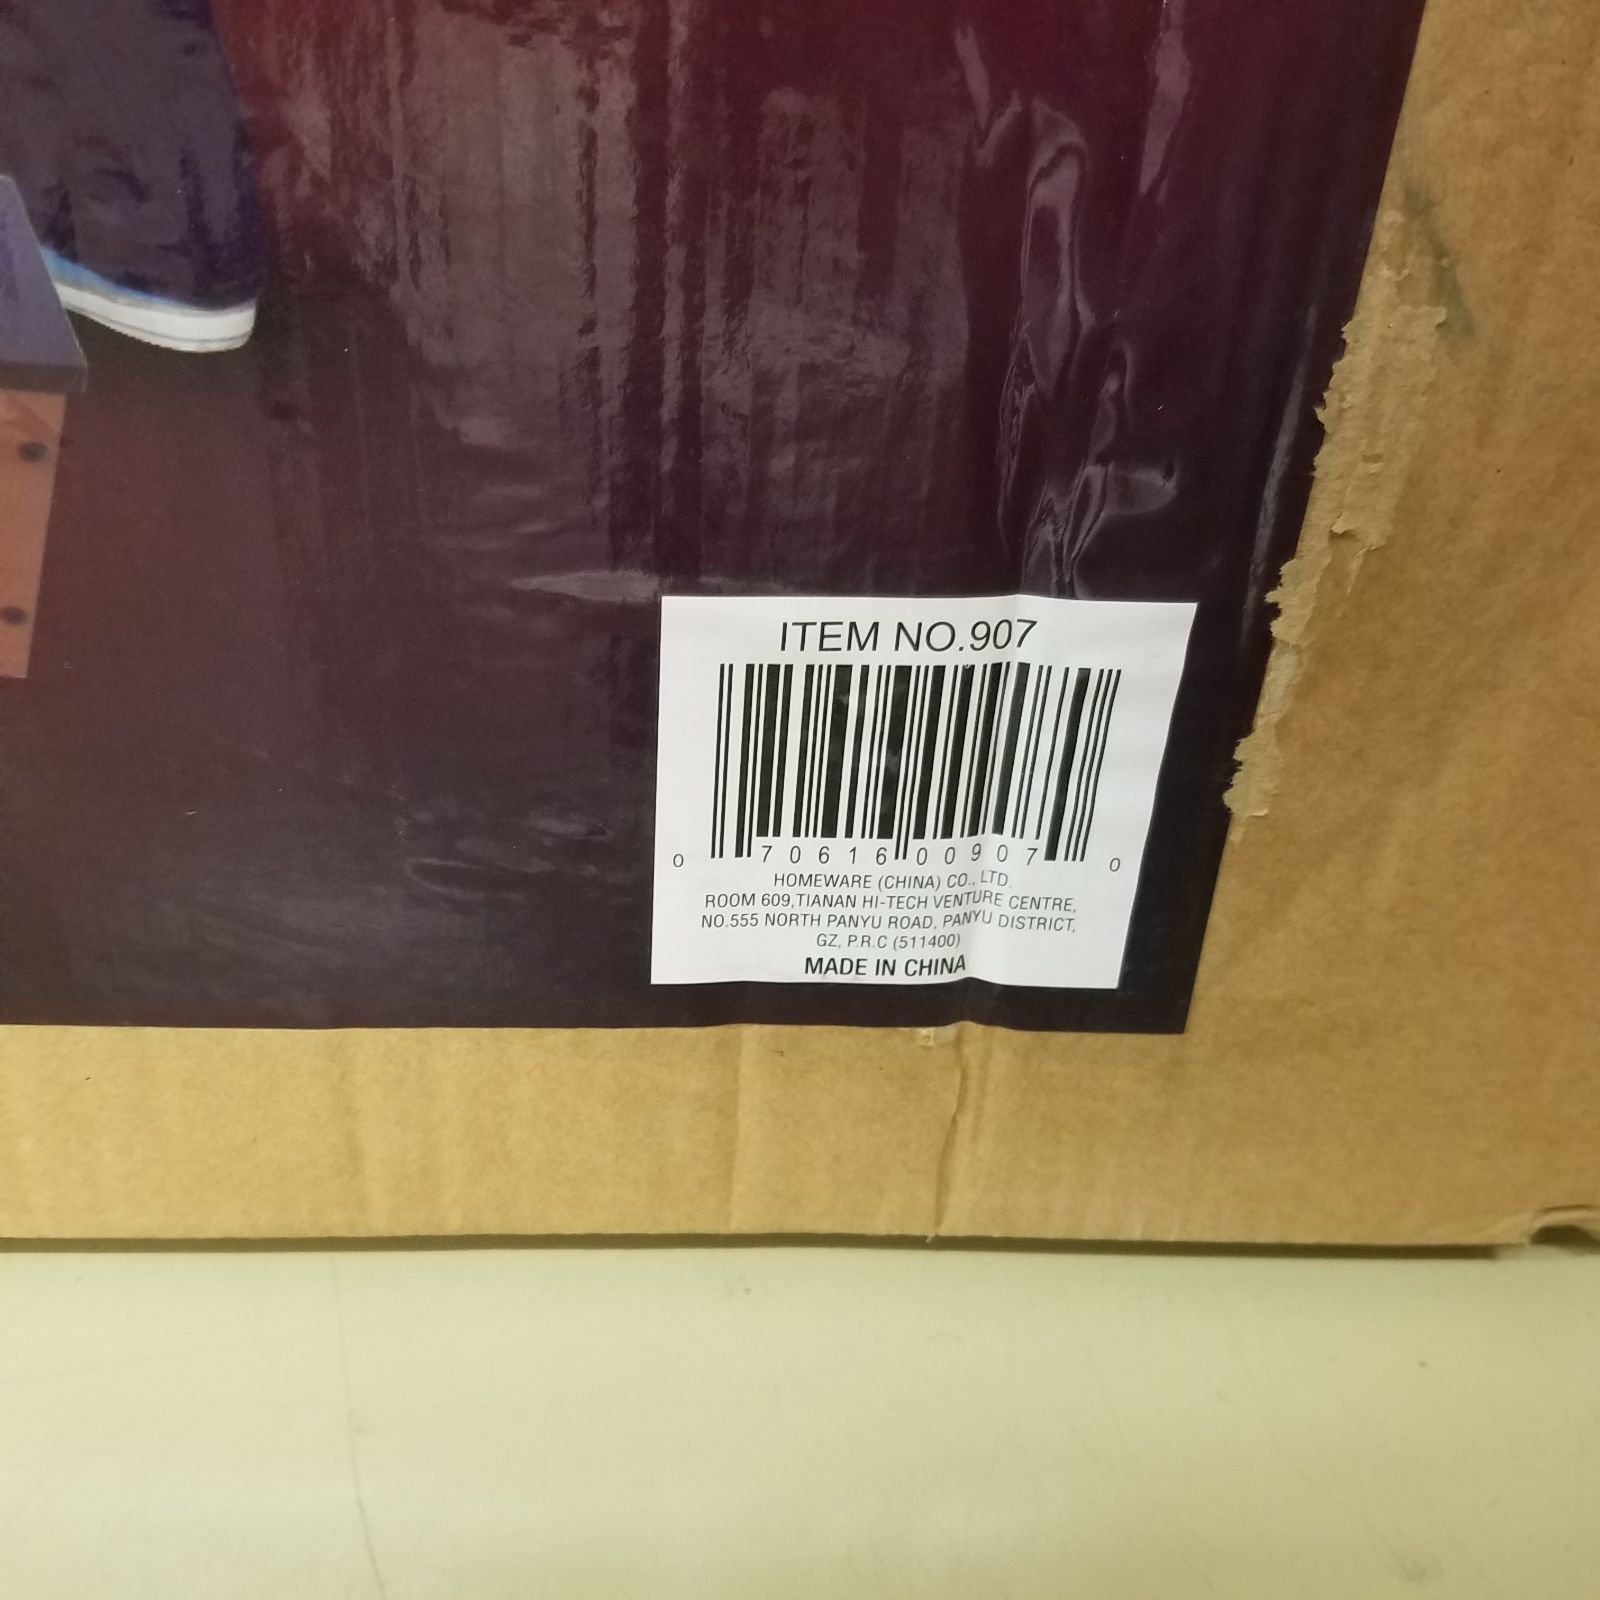 ITEM NO.907
0 70616 00907 0
HOMEWARE (CHINA) CO., LTD.
ROOM 609,TIANAN HI-TECH VENTURE CENTRE,
NO.555 NORTH PANYU ROAD, PANYU DISTRICT,
GZ, P.R.C (511400)
MADE IN CHINA